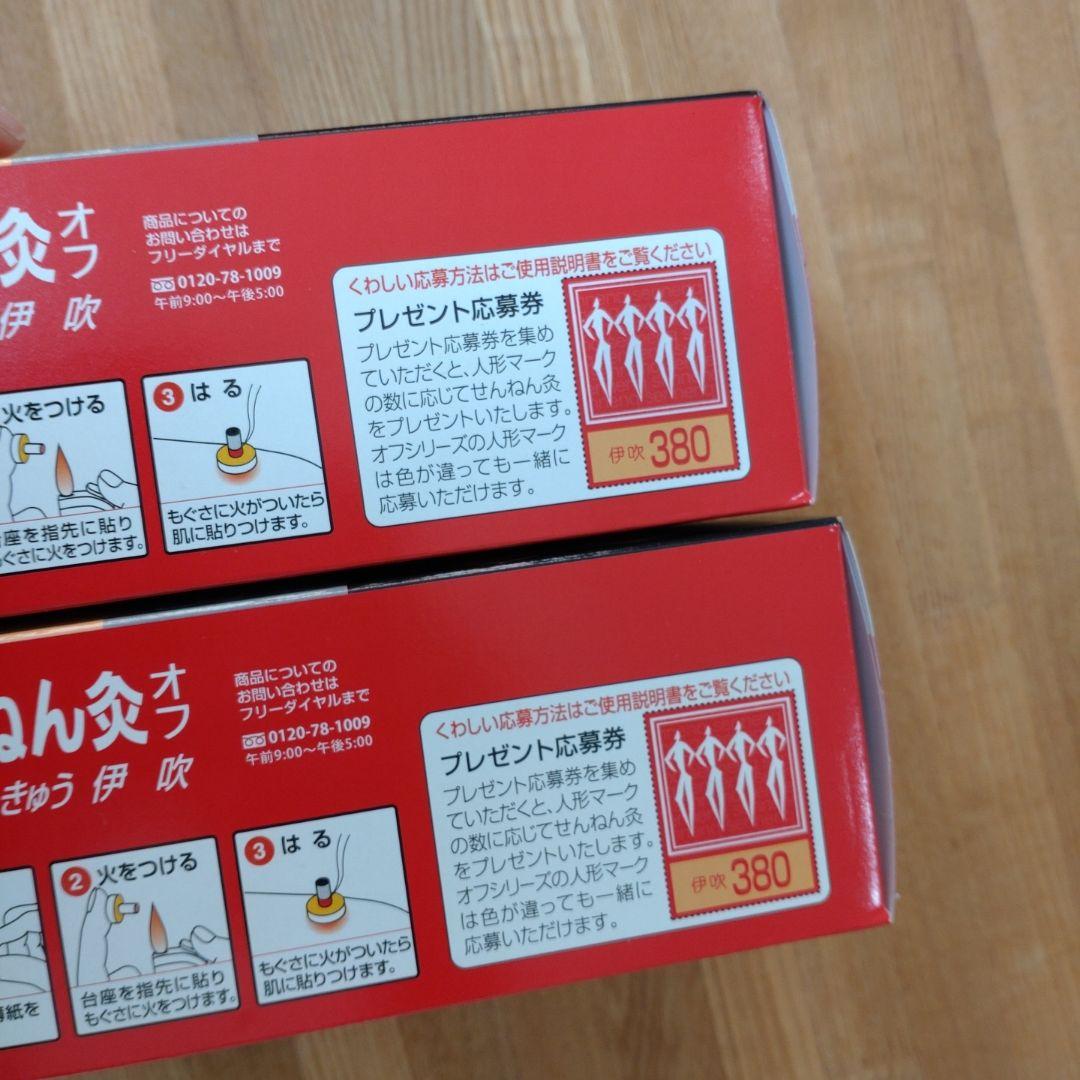 灸オフ
伊吹
商品についての
お問い合わせは
フリーダイヤルまで
0120-78-1009
午前9:00〜午後5:00
火をつける
台座を指先に貼り
もぐさに火をつけます。
3 はる
もぐさに火がついたら
肌に貼りつけます。
くわしい応募方法はご使用説明書をご覧ください
プレゼント応募券
プレゼント応募券を集め
ていただくと、人形マーク
の数に応じてせんねん灸
をプレゼントいたします。
オフシリーズの人形マーク
は色が違っても一緒に
応募いただけます。
伊吹 380
ねん灸オフ
きゅう 伊吹
商品についての
お問い合わせは
フリーダイヤルまで
0120-78-1009
午前9:00〜午後5:00
薄紙を
2 火をつける
台座を指先に貼り
もぐさに火をつけます。
3 はる
もぐさに火がついたら
肌に貼りつけます。
くわしい応募方法はご使用説明書をご覧ください
プレゼント応募券
プレゼント応募券を集め
ていただくと、人形マーク
の数に応じてせんねん灸
をプレゼントいたします。
オフシリーズの人形マーク
は色が違っても一緒に
応募いただけます。
伊吹 380